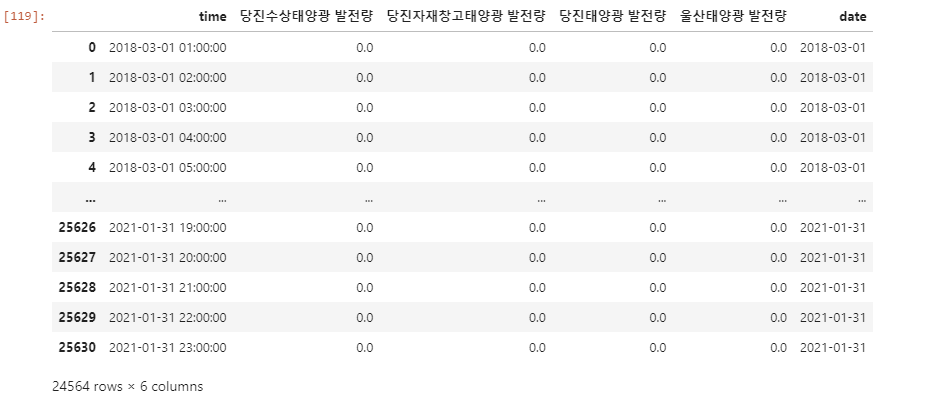 [119]: time 당진수상태양광 발전량 당진자재창고태양광 발전량 당진태양광 발전량 울산태양광 발전량 date
0 2018-03-01 01:00:00 0.0 0.0 0.0 0.0 2018-03-01
1 2018-03-01 02:00:00 0.0 0.0 0.0 0.0 2018-03-01
2 2018-03-01 03:00:00 0.0 0.0 0.0 0.0 2018-03-01
3 2018-03-01 04:00:00 0.0 0.0 0.0 0.0 2018-03-01
4 2018-03-01 05:00:00 0.0 0.0 0.0 0.0 2018-03-01
... ... ... ... ... ... ...
25626 2021-01-31 19:00:00 0.0 0.0 0.0 0.0 2021-01-31
25627 2021-01-31 20:00:00 0.0 0.0 0.0 0.0 2021-01-31
25628 2021-01-31 21:00:00 0.0 0.0 0.0 0.0 2021-01-31
25629 2021-01-31 22:00:00 0.0 0.0 0.0 0.0 2021-01-31
25630 2021-01-31 23:00:00 0.0 0.0 0.0 0.0 2021-01-31
24564 rows × 6 columns